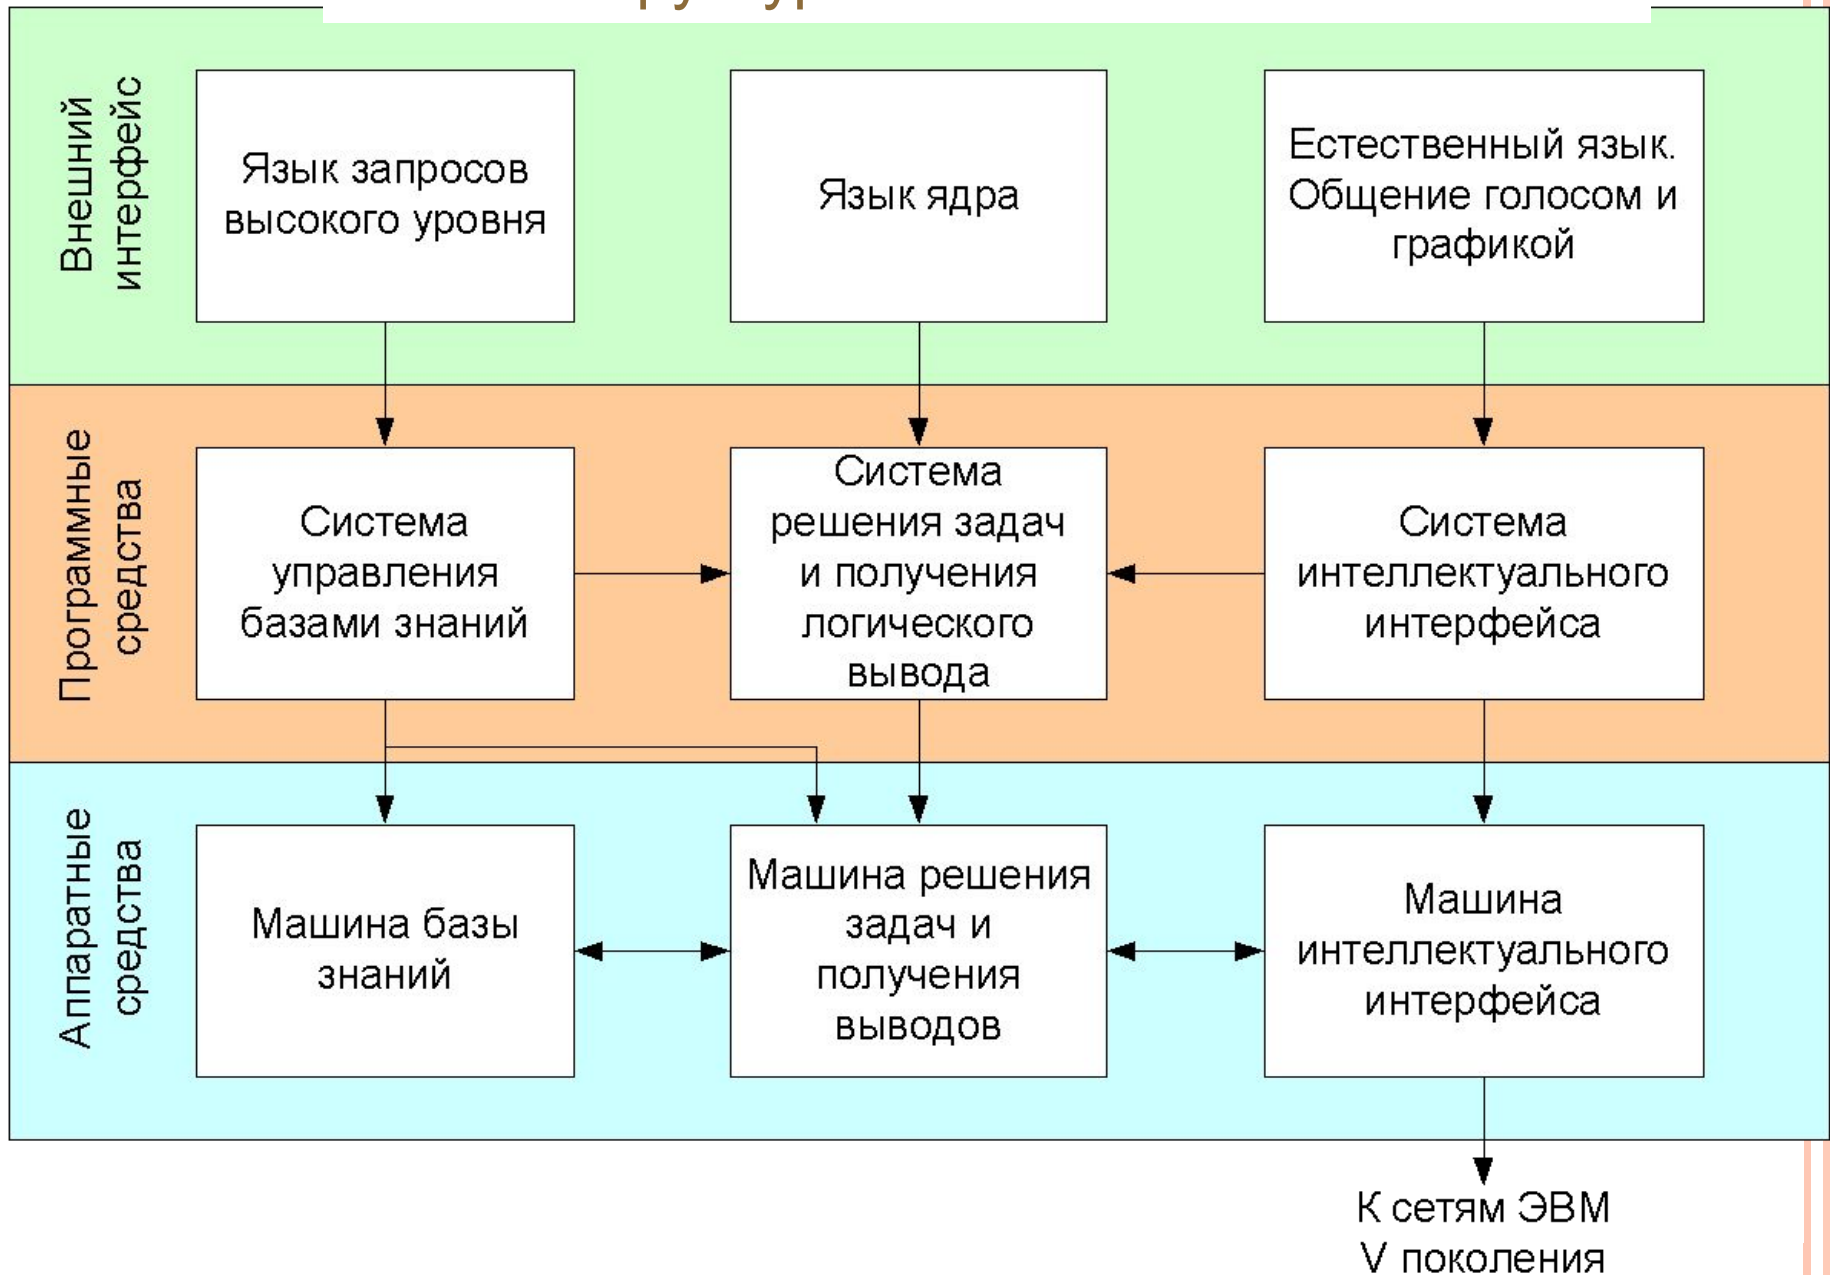 Внешний
интерфейс
Язык запросов
высокого уровня
Язык ядра
Естественный язык.
Общение голосом и
графикой
Программные
средства
Система
управления
базами знаний
Система
решения задач
и получения
логического
вывода
Система
интеллектуального
интерфейса
Аппаратные
средства
Машина базы
знаний
Машина решения
задач и
получения
выводов
Машина
интеллектуального
интерфейса
К сетям ЭВМ
V поколения